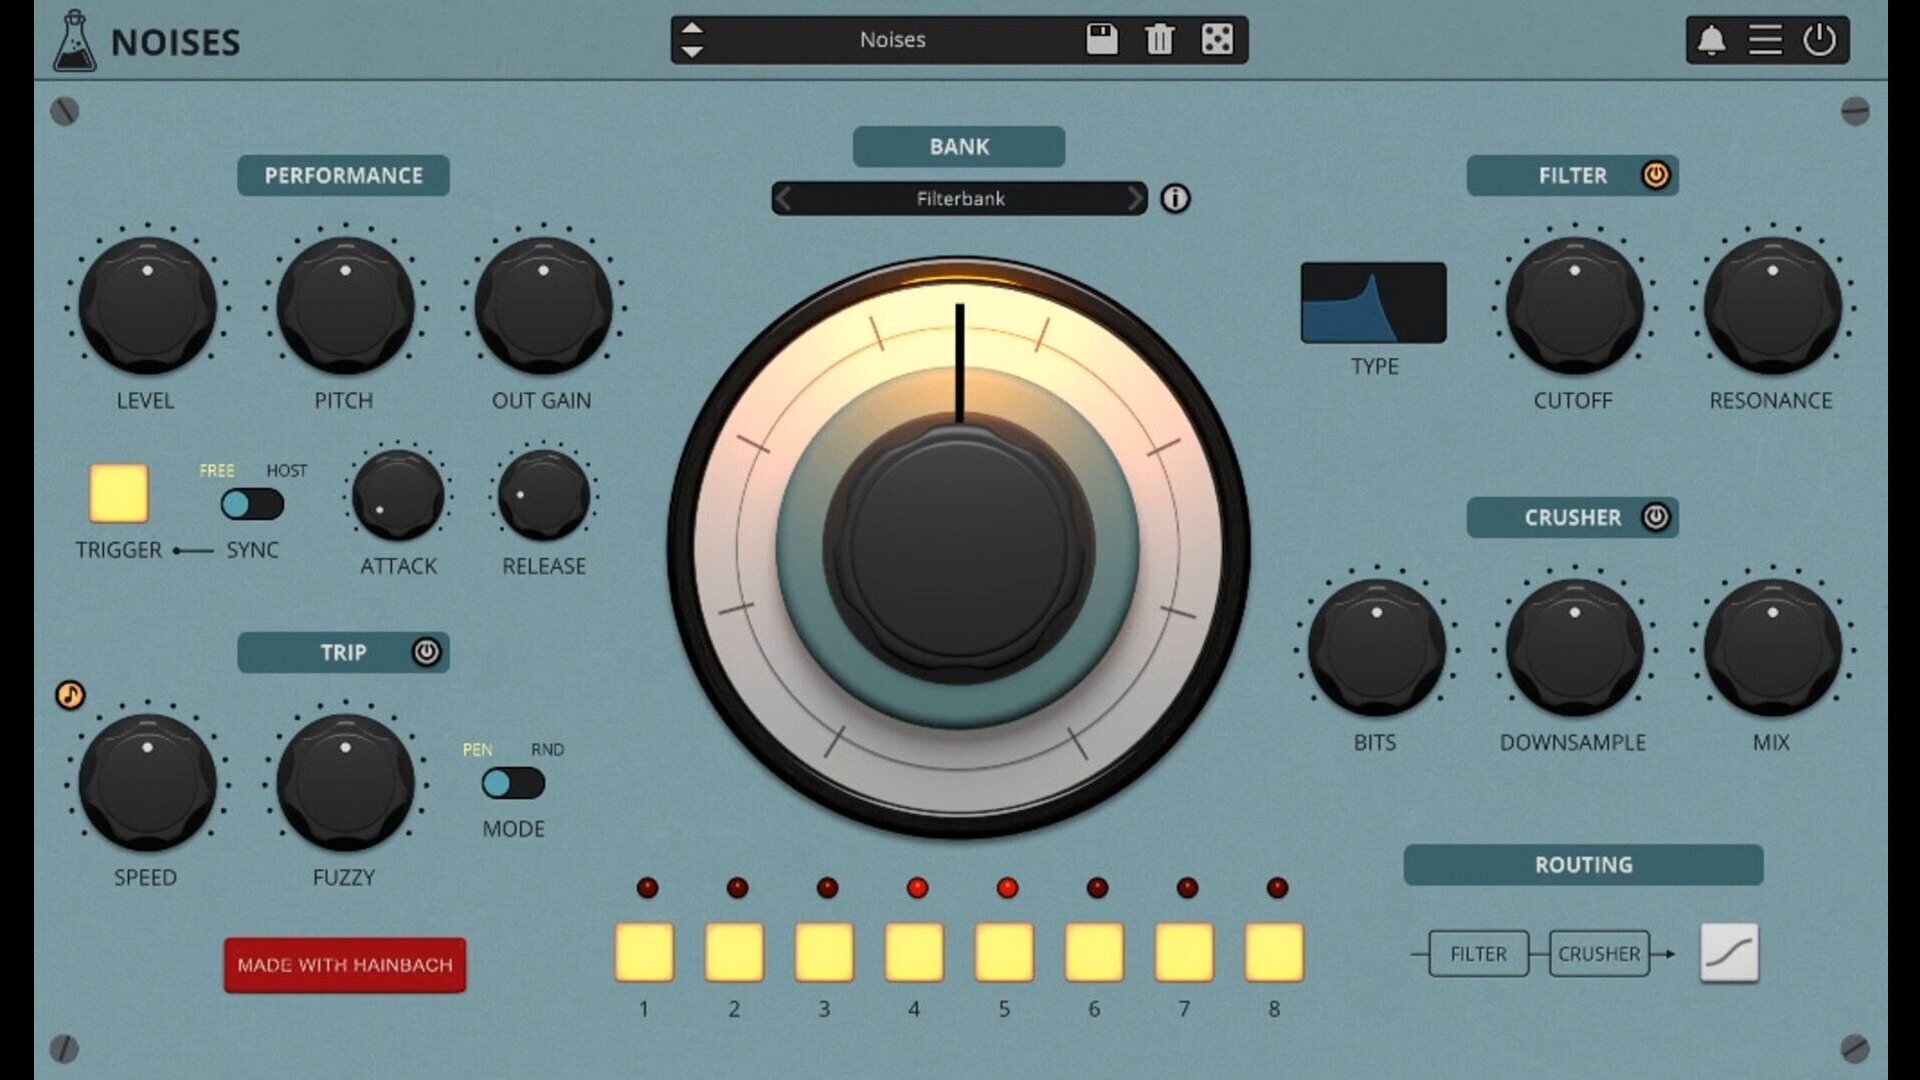 NOISES
Noises
BANK
Filterbank
PERFORMANCE
LEVEL
PITCH
OUT GAIN
FREE
HOST
TRIGGER
SYNC
ATTACK
RELEASE
TRIP
PEN
RND
MODE
SPEED
FUZZY
MADE WITH HAINBACH
1
2
3
4
5
6
7
8
FILTER
TYPE
CUTOFF
RESONANCE
CRUSHER
BITS
DOWNSAMPLE
MIX
ROUTING
FILTER
CRUSHER